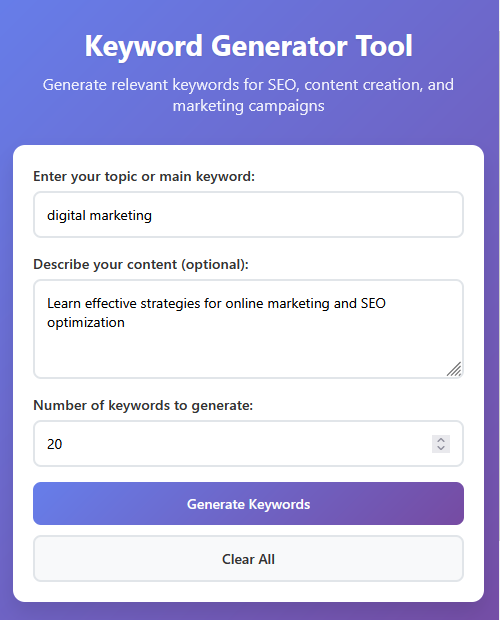 Keyword Generator Tool
Generate relevant keywords for SEO, content creation, and
marketing campaigns
Enter your topic or main keyword:
digital marketing
Describe your content (optional):
Learn effective strategies for online marketing and SEO
optimization
Number of keywords to generate:
20
Generate Keywords
Clear All